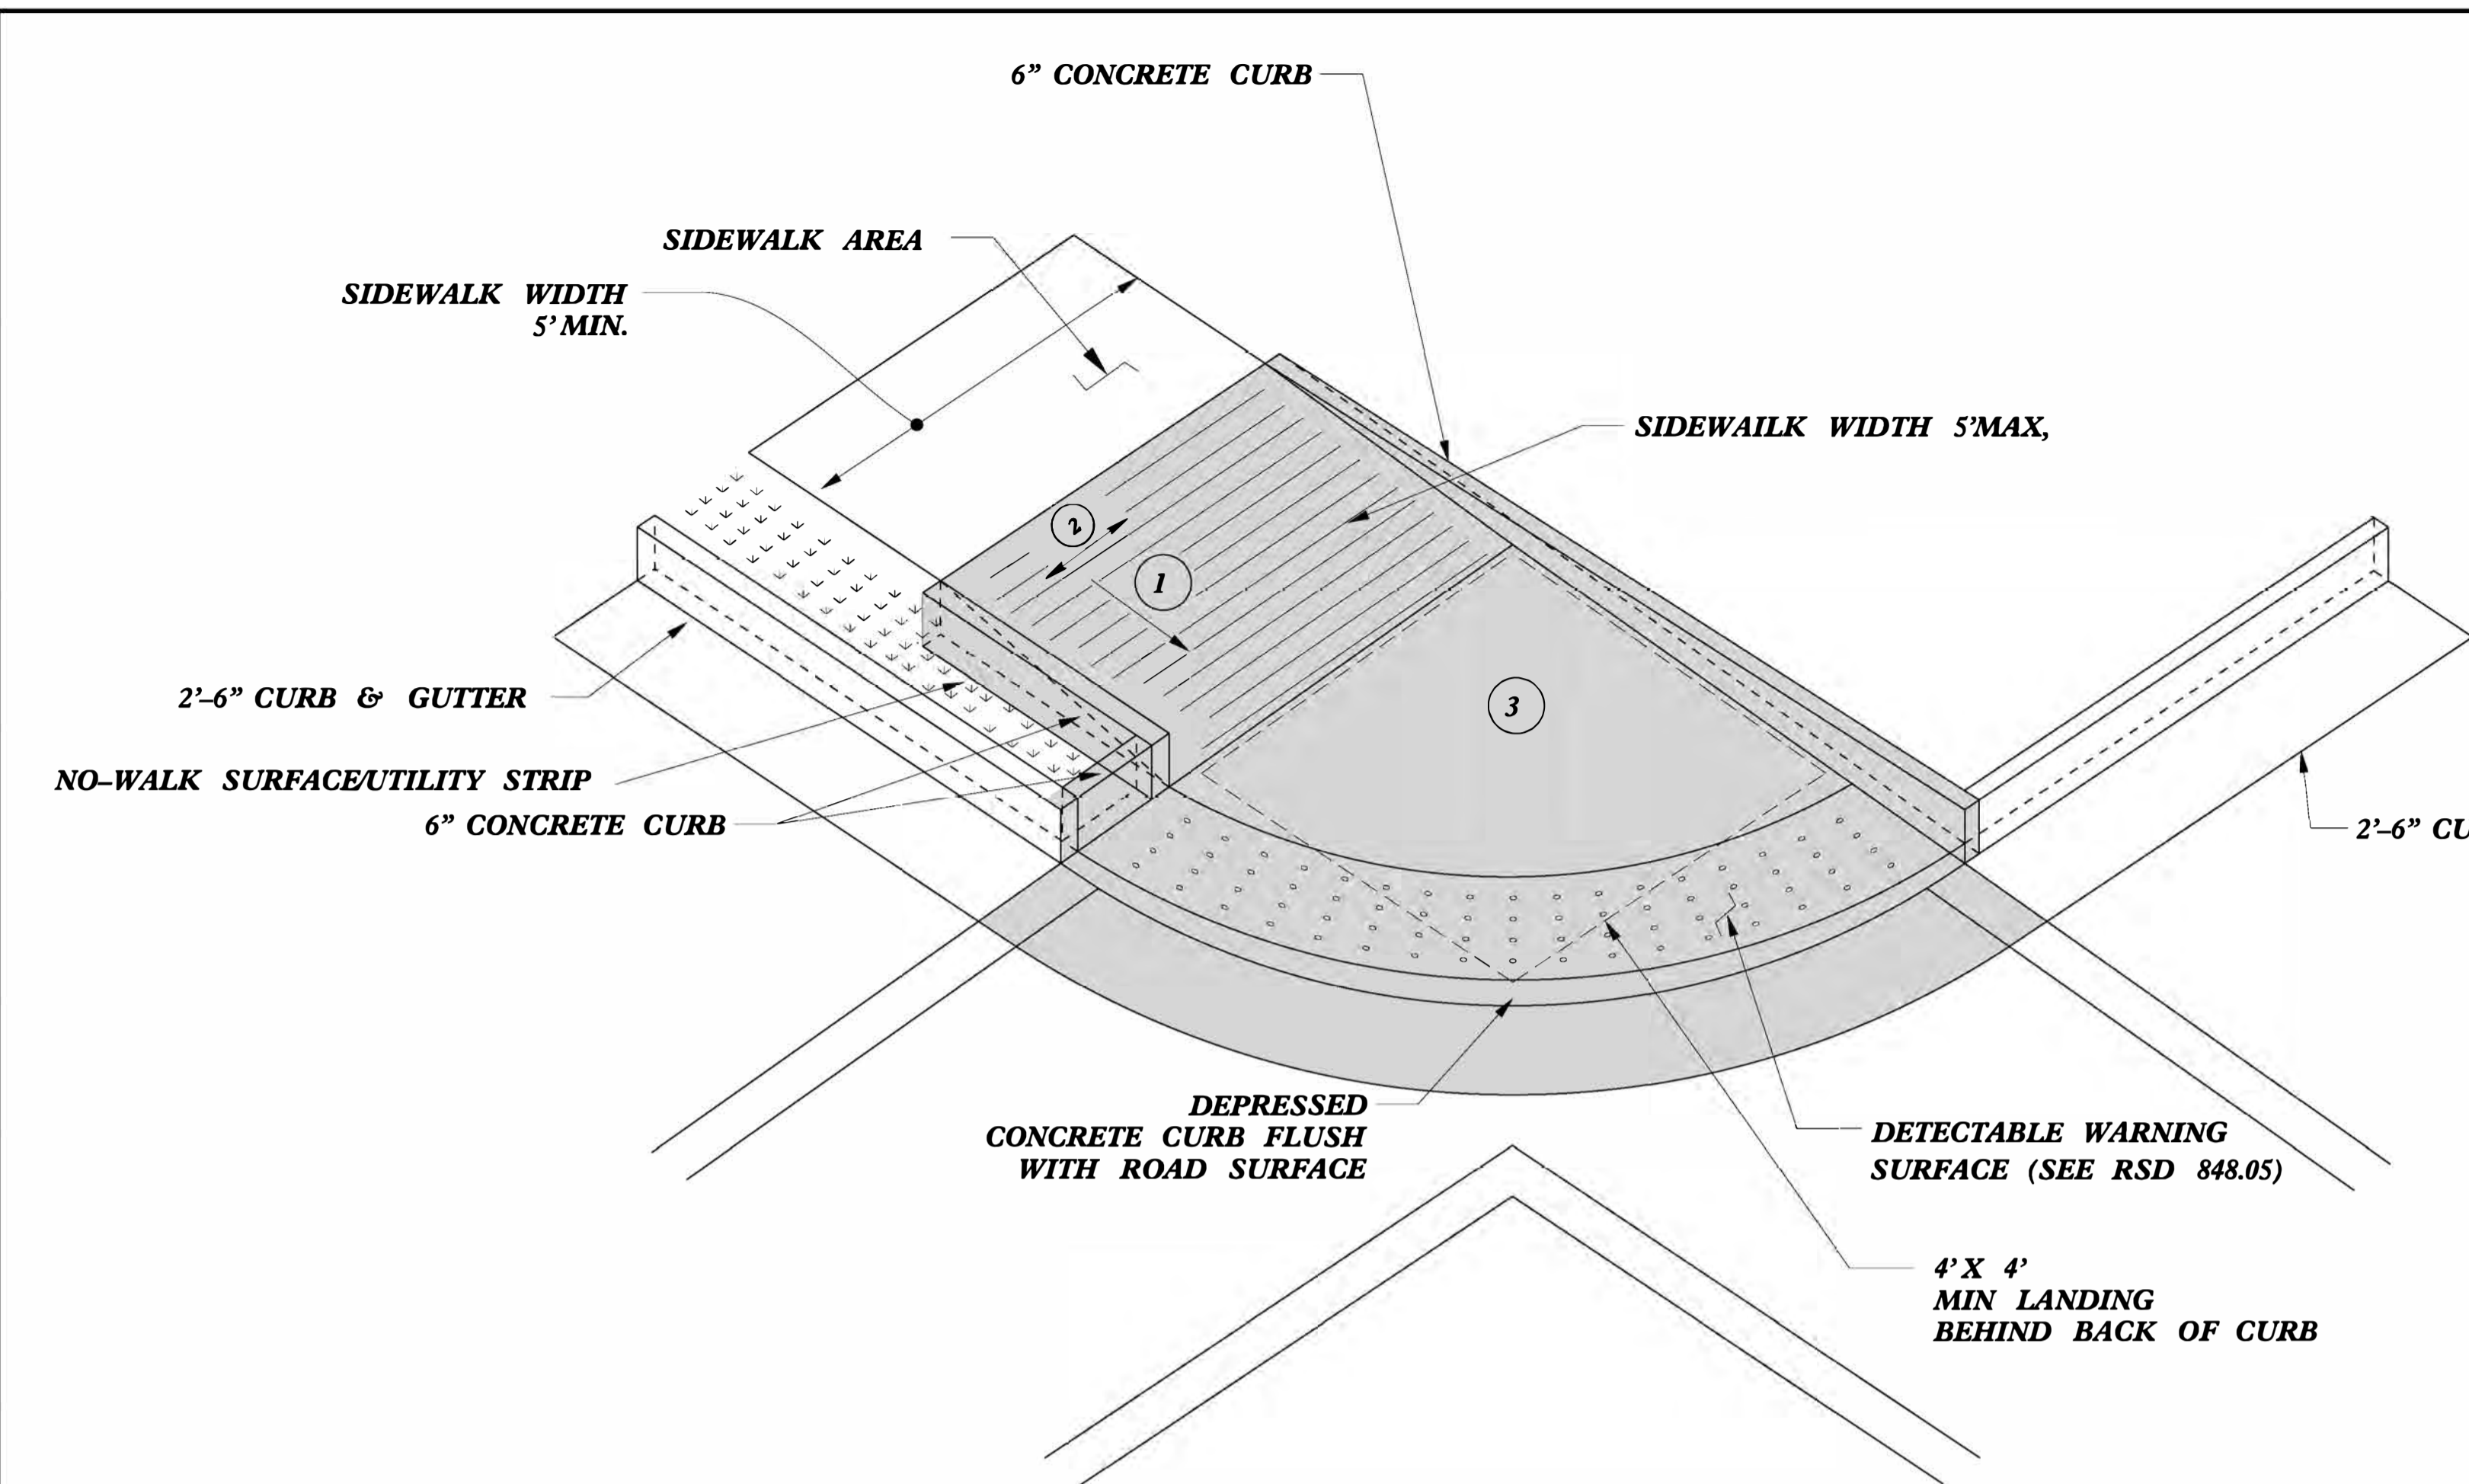 6” CONCRETE CURB
SIDEWALK AREA
SIDEWALK WIDTH
5’ MIN.
SIDEWAILK WIDTH 5’MAX,
2
1
3
2’–6” CURB & GUTTER
NO–WALK SURFACE/UTILITY STRIP
6” CONCRETE CURB
2’–6” CU
DEPRESSED
CONCRETE CURB FLUSH
WITH ROAD SURFACE
DETECTABLE WARNING
SURFACE (SEE RSD 848.05)
4’ X 4’
MIN LANDING
BEHIND BACK OF CURB